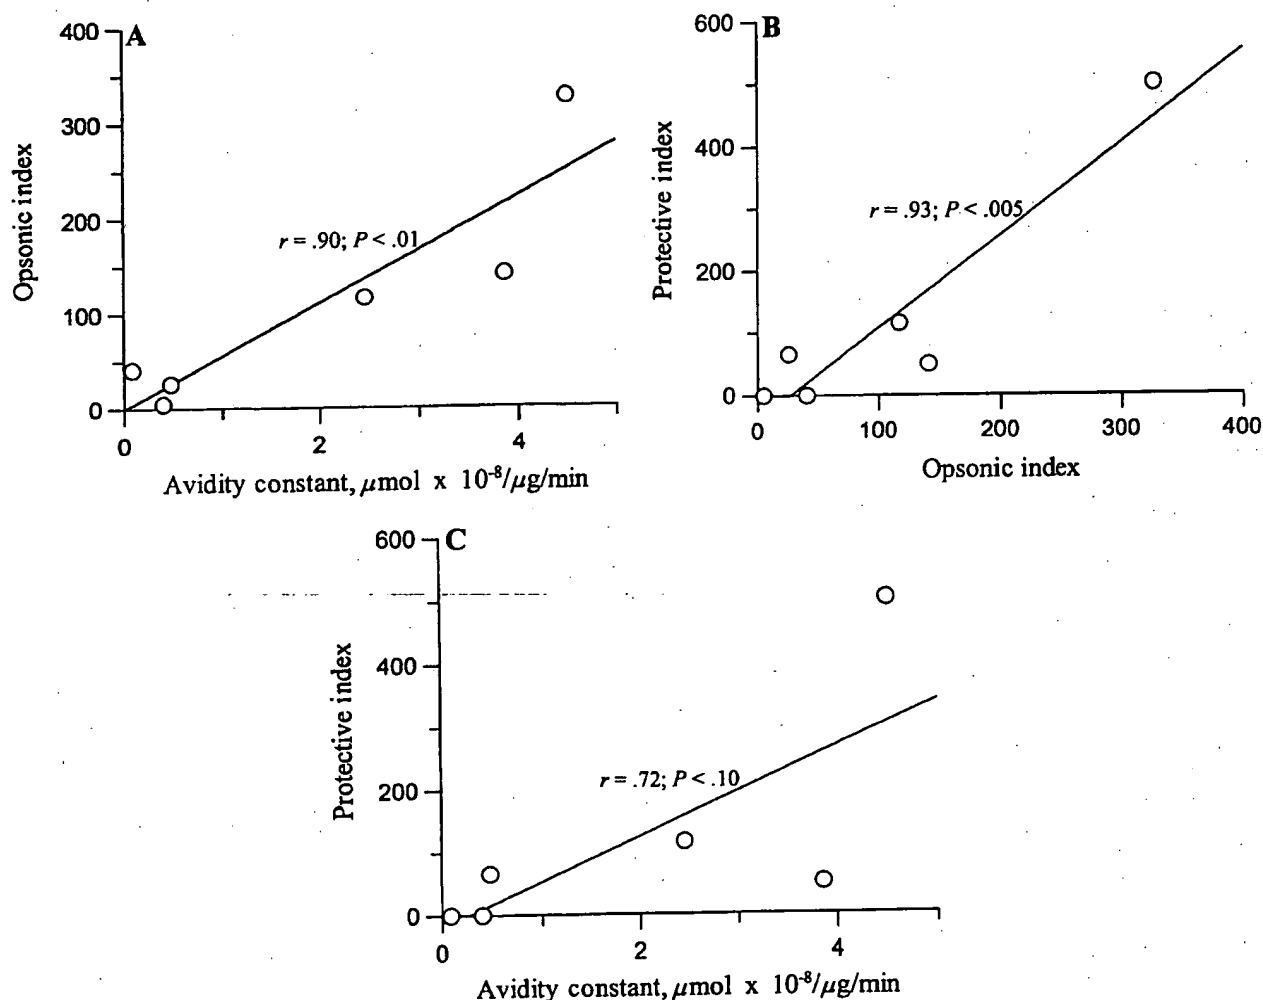 A
400
300
200
100
0
Opsonic index
r = .90; P < .01
0 2 4
Avidity constant, μmol x 10⁻⁸/μg/min
B
600
400
200
0
Protective index
r = .93; P < .005
0 100 200 300 400
Opsonic index
C
600
400
200
0
Protective index
r = .72; P < .10
0 2 4
Avidity constant, μmol x 10⁻⁸/μg/min